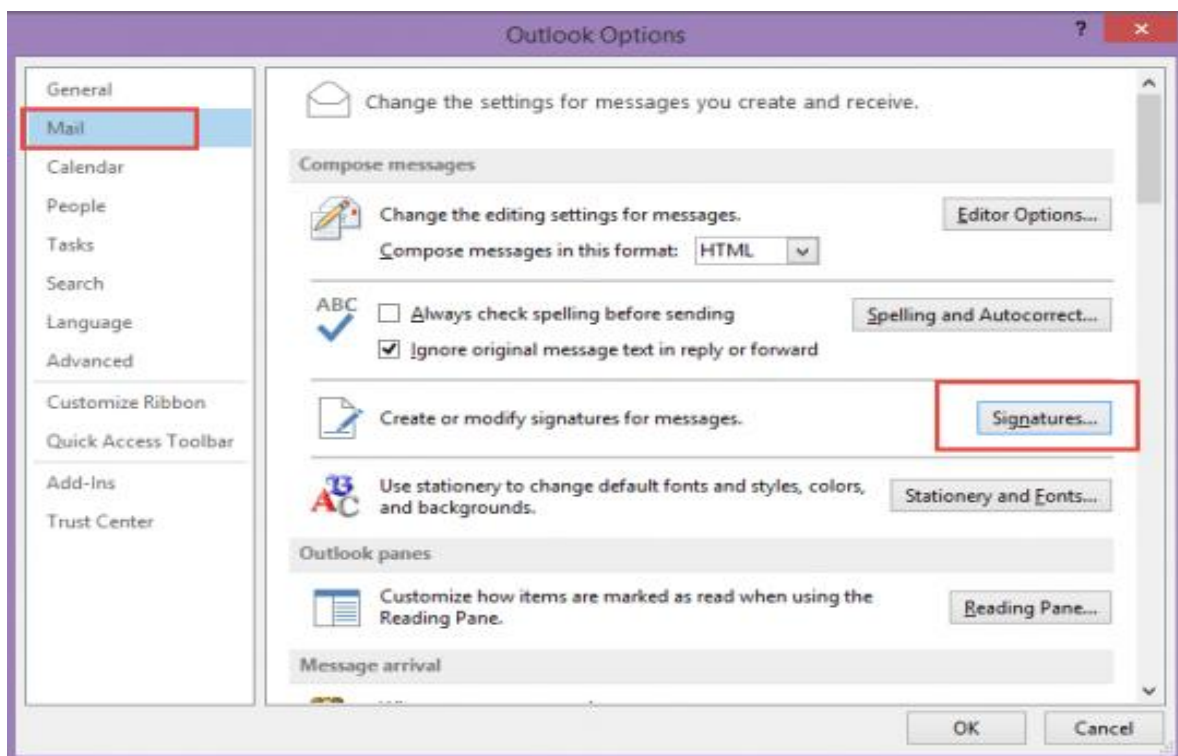 Outlook Options
?
General
Mail
Calendar
People
Tasks
Search
Language
Advanced
Customize Ribbon
Quick Access Toolbar
Add-Ins
Trust Center
Change the settings for messages you create and receive.
Compose messages
Change the editing settings for messages.
Editor Options...
Compose messages in this format: HTML
ABC
Always check spelling before sending
Spelling and Autocorrect...
Ignore original message text in reply or forward
Create or modify signatures for messages.
Signatures...
Use stationery to change default fonts and styles, colors,
and backgrounds.
Stationery and Fonts...
Outlook panes
Customize how items are marked as read when using the
Reading Pane.
Reading Pane...
Message arrival
OK
Cancel